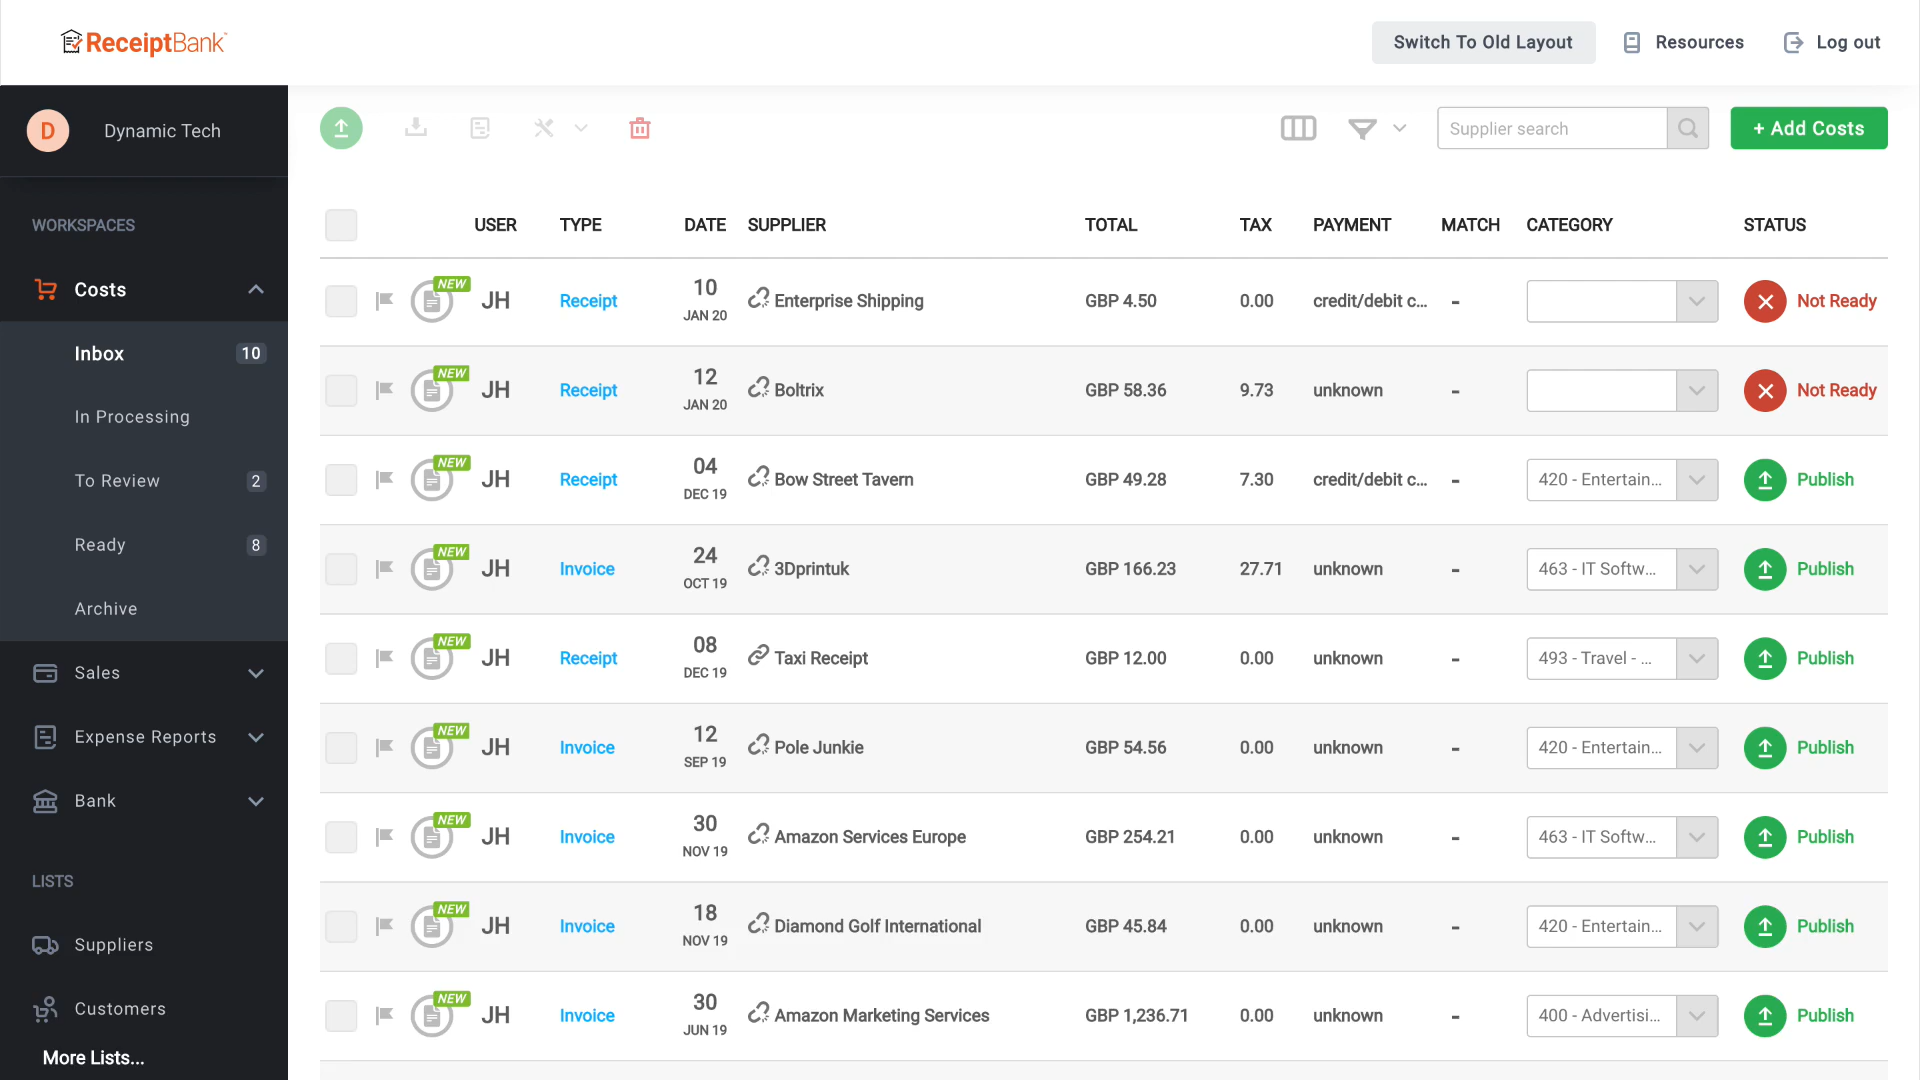 ReceiptBank
Switch To Old Layout
Resources
Log out
D
Dynamic Tech
Supplier search
+ Add Costs
WORKSPACES
USER TYPE DATE SUPPLIER TOTAL TAX PAYMENT MATCH CATEGORY STATUS
Costs
Inbox 10
In Processing
To Review 2
Ready 8
Archive
Sales
Expense Reports
Bank
LISTS
Suppliers
Customers
More Lists...
NEW JH Receipt 10 JAN 20 Enterprise Shipping GBP 4.50 0.00 credit/debit c... - Not Ready
NEW JH Receipt 12 JAN 20 Boltrix GBP 58.36 9.73 unknown - Not Ready
NEW JH Receipt 04 DEC 19 Bow Street Tavern GBP 49.28 7.30 credit/debit c... - 420 - Entertain... Publish
NEW JH Invoice 24 OCT 19 3Dprintuk GBP 166.23 27.71 unknown - 463 - IT Softw... Publish
NEW JH Receipt 08 DEC 19 Taxi Receipt GBP 12.00 0.00 unknown - 493 - Travel - ... Publish
NEW JH Invoice 12 SEP 19 Pole Junkie GBP 54.56 0.00 unknown - 420 - Entertain... Publish
NEW JH Invoice 30 NOV 19 Amazon Services Europe GBP 254.21 0.00 unknown - 463 - IT Softw... Publish
NEW JH Invoice 18 NOV 19 Diamond Golf International GBP 45.84 0.00 unknown - 420 - Entertain... Publish
NEW JH Invoice 30 JUN 19 Amazon Marketing Services GBP 1,236.71 0.00 unknown - 400 - Advertisi... Publish